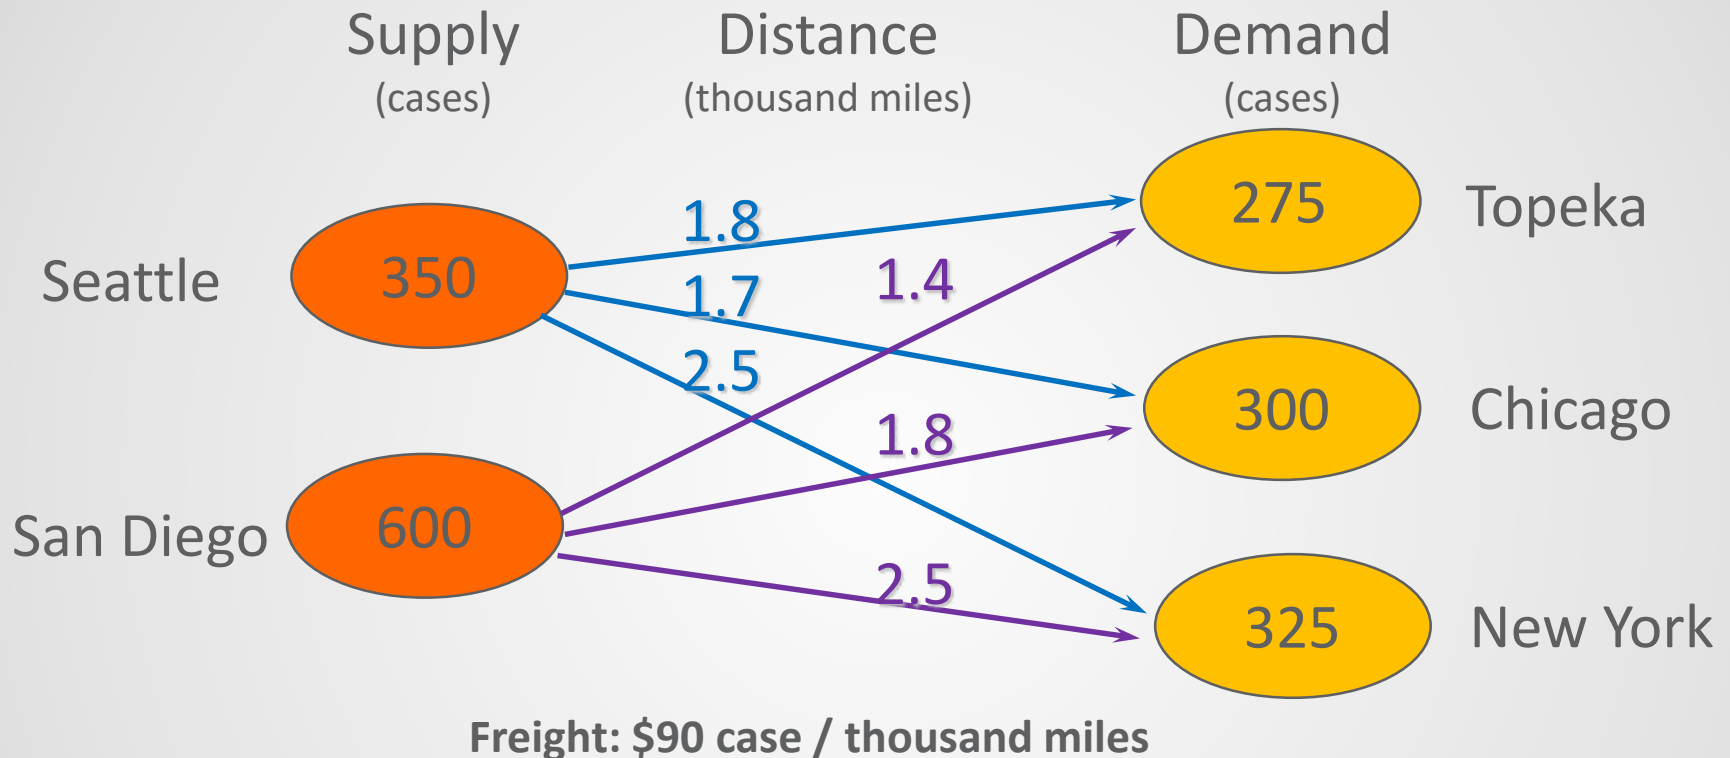 Supply Distance Demand
(cases) (thousand miles) (cases)
275 Topeka
1.8
Seattle 350
1.4
1.7
2.5
300 Chicago
1.8
San Diego 600
2.5
325 New York
Freight: $90 case / thousand miles